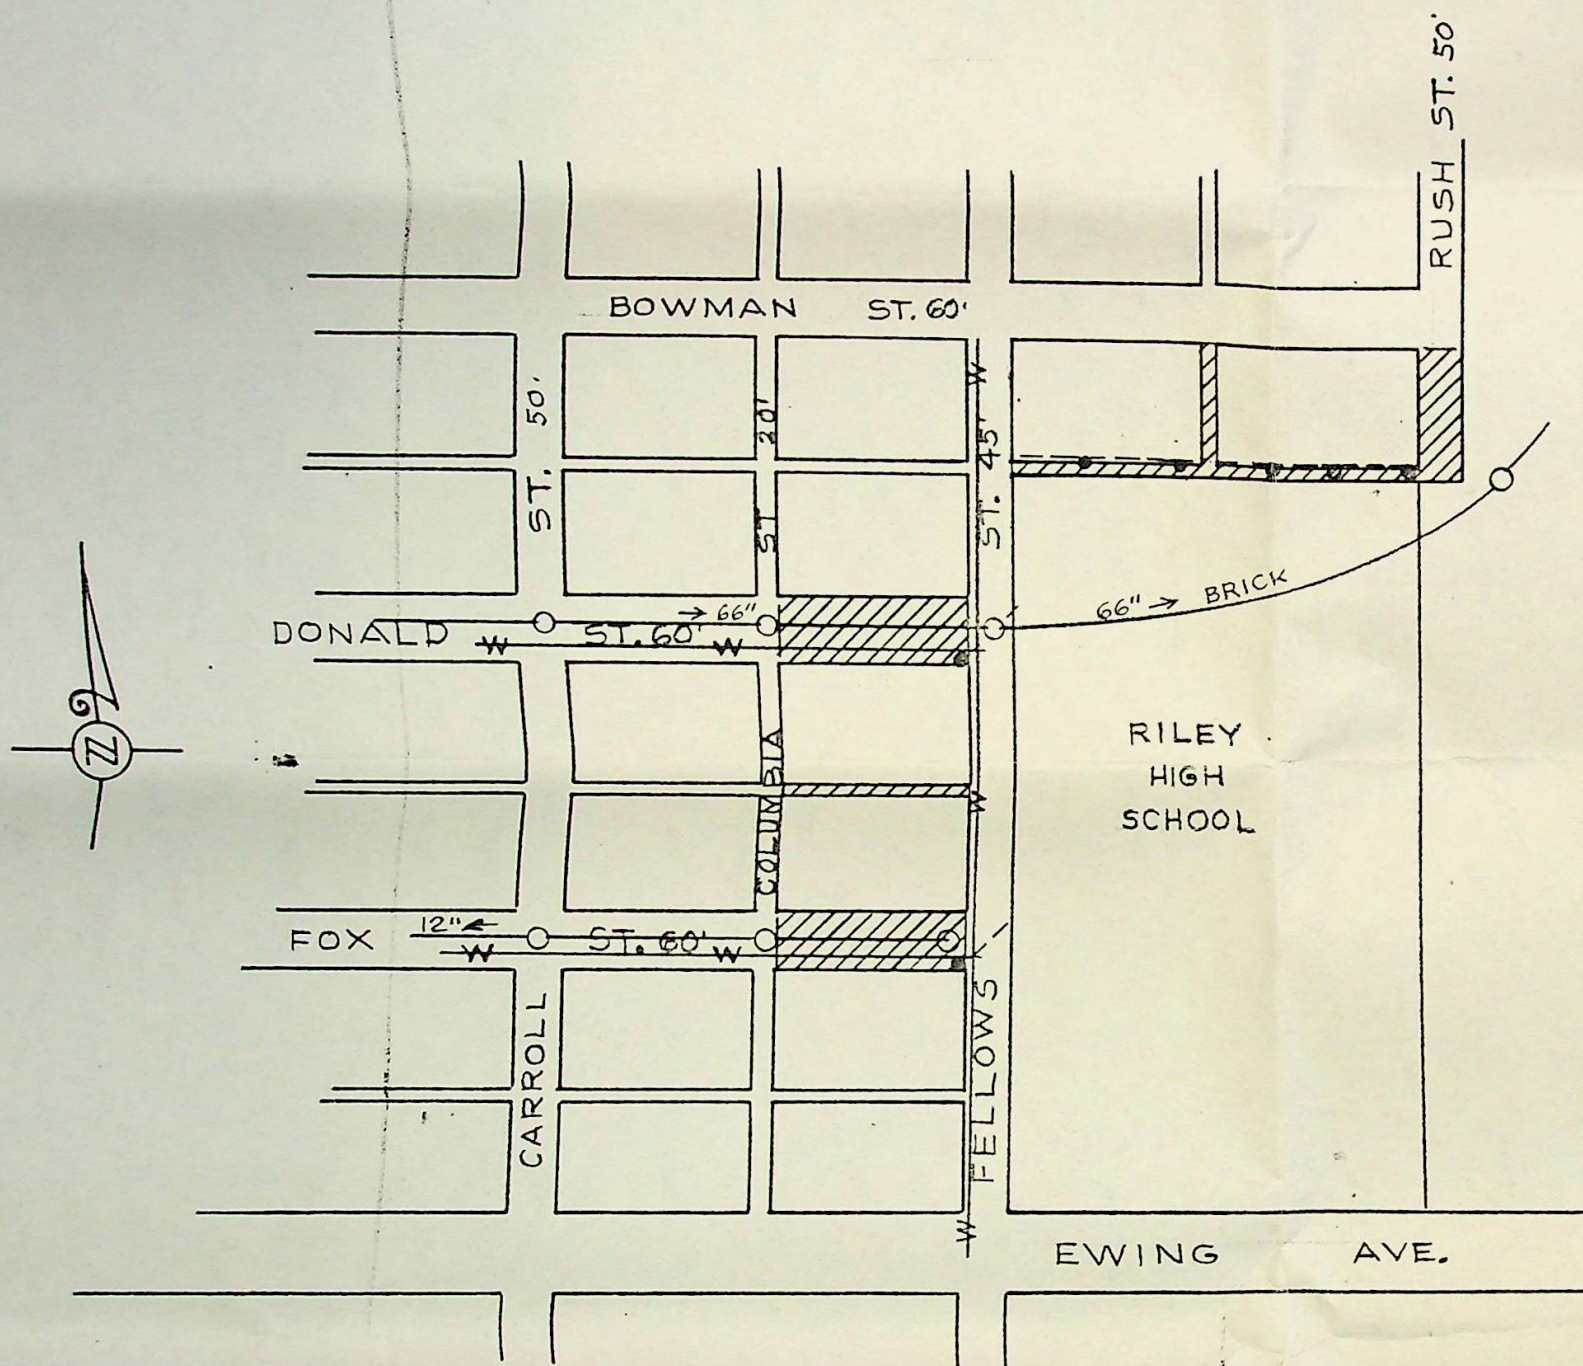 RUSH ST. 50'
BOWMAN ST. 60'
W
ST. 50'
ST 20'
ST. 45'
66" → BRICK
→ 66"
DONALD ST. 60'
W W
RILEY
HIGH
SCHOOL
COLUMBIA
W
N
12" ←
FOX ST. 60'
W W
CARROLL
FELLOWS
W
EWING AVE.